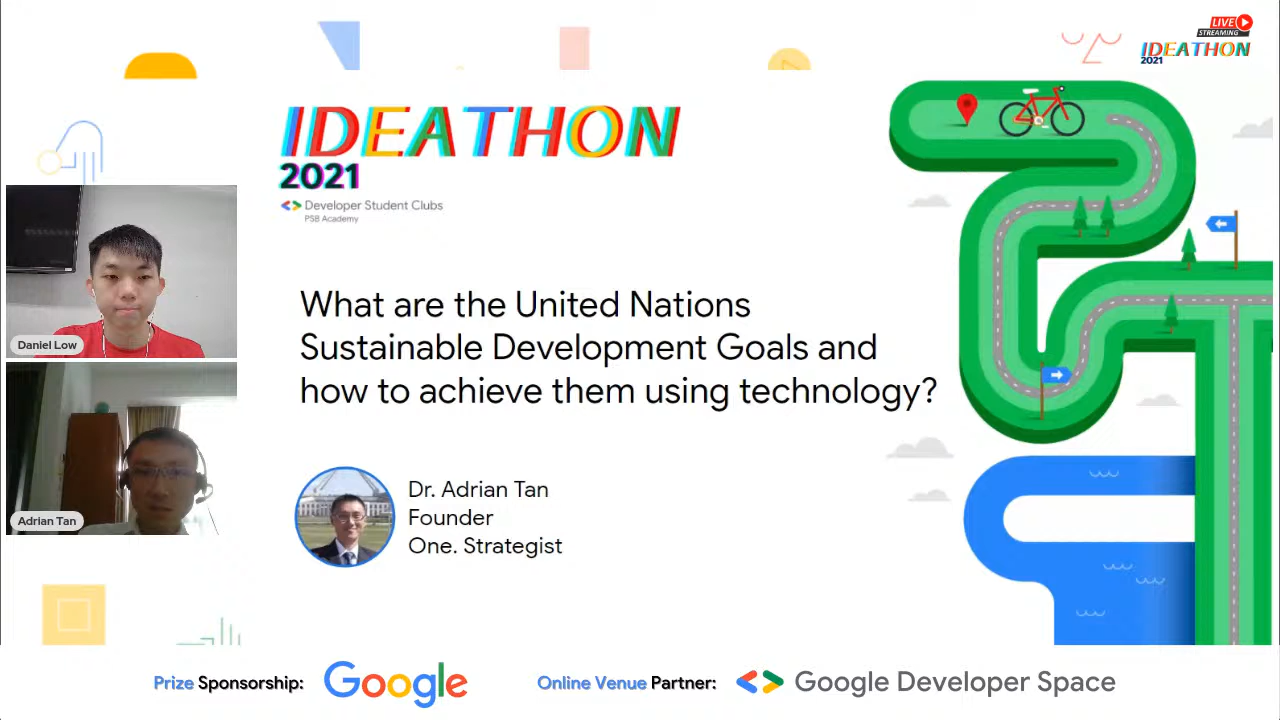 LIVE
STREAMING
IDEATHON
2021
IDEATHON
2021
Developer Student Clubs
PSB Academy
What are the United Nations
Sustainable Development Goals and
how to achieve them using technology?
Daniel Low
Adrian Tan
Dr. Adrian Tan
Founder
One. Strategist
Prize Sponsorship: Google
Online Venue Partner: Google Developer Space